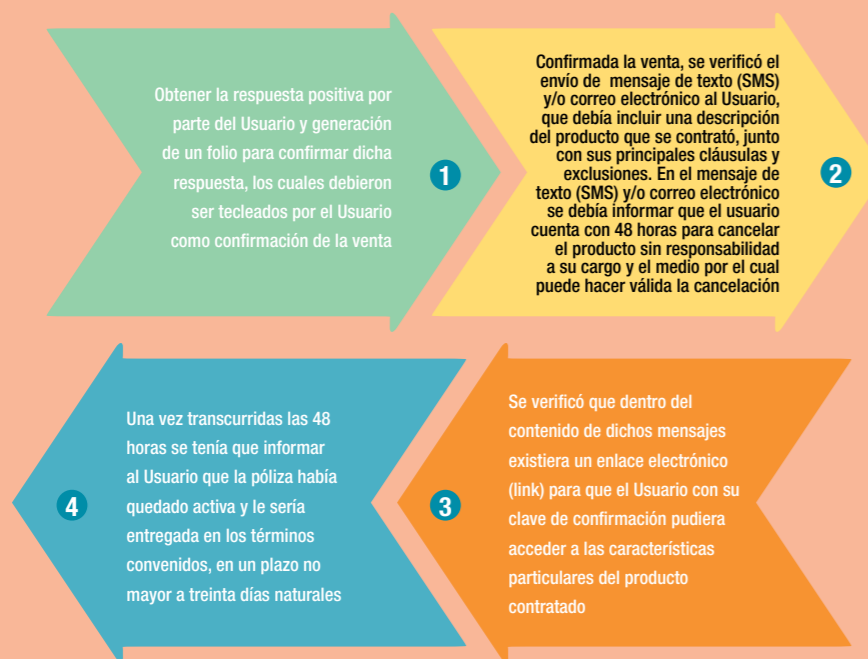 Obtener la respuesta positiva por
parte del Usuario y generación
de un folio para confirmar dicha
respuesta, los cuales debieron
ser tecleados por el Usuario
como confirmación de la venta
1
Confirmada la venta, se verificó el
envío de mensaje de texto (SMS)
y/o correo electrónico al Usuario,
que debía incluir una descripción
del producto que se contrató, junto
con sus principales cláusulas y
exclusiones. En el mensaje de
texto (SMS) y/o correo electrónico
se debía informar que el usuario
cuenta con 48 horas para cancelar
el producto sin responsabilidad
a su cargo y el medio por el cual
puede hacer válida la cancelación
2
Se verificó que dentro del
contenido de dichos mensajes
existiera un enlace electrónico
(link) para que el Usuario con su
clave de confirmación pudiera
acceder a las características
particulares del producto
contratado
3
Una vez transcurridas las 48
horas se tenía que informar
al Usuario que la póliza había
quedado activa y le sería
entregada en los términos
convenidos, en un plazo no
mayor a treinta días naturales
4